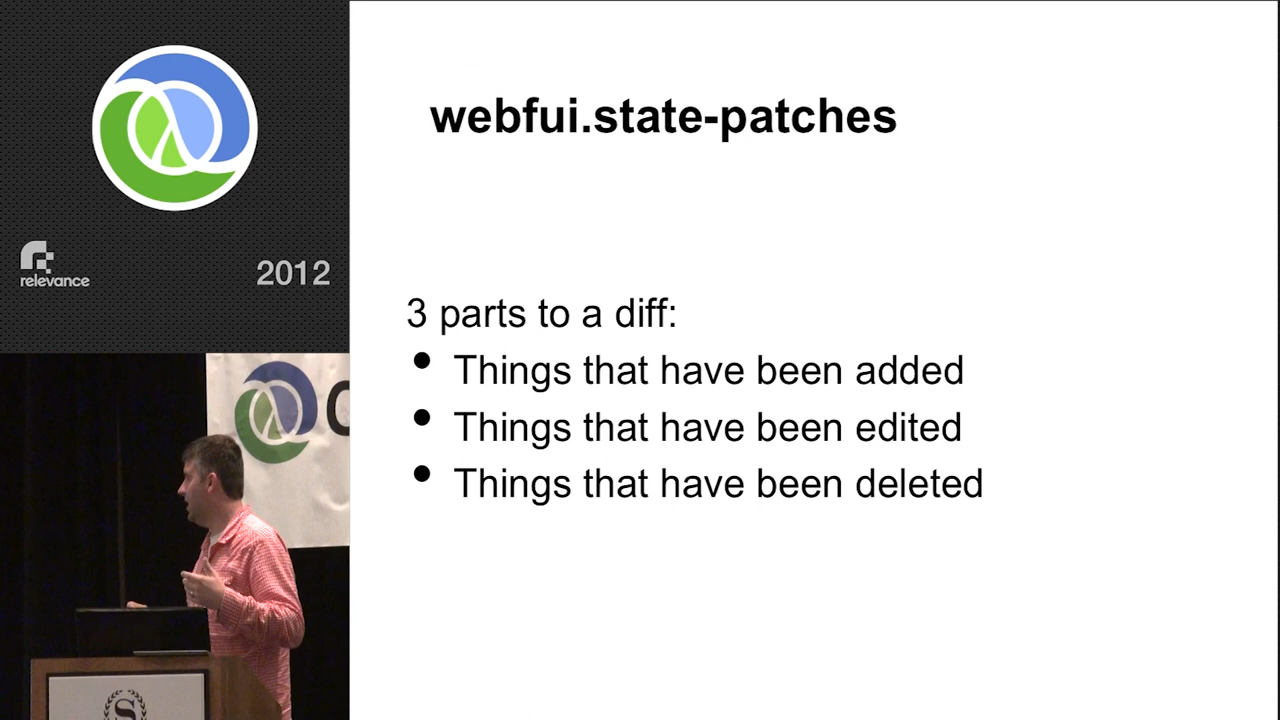 webfui.state-patches
relevance
2012
3 parts to a diff:
• Things that have been added
• Things that have been edited
• Things that have been deleted
C
S